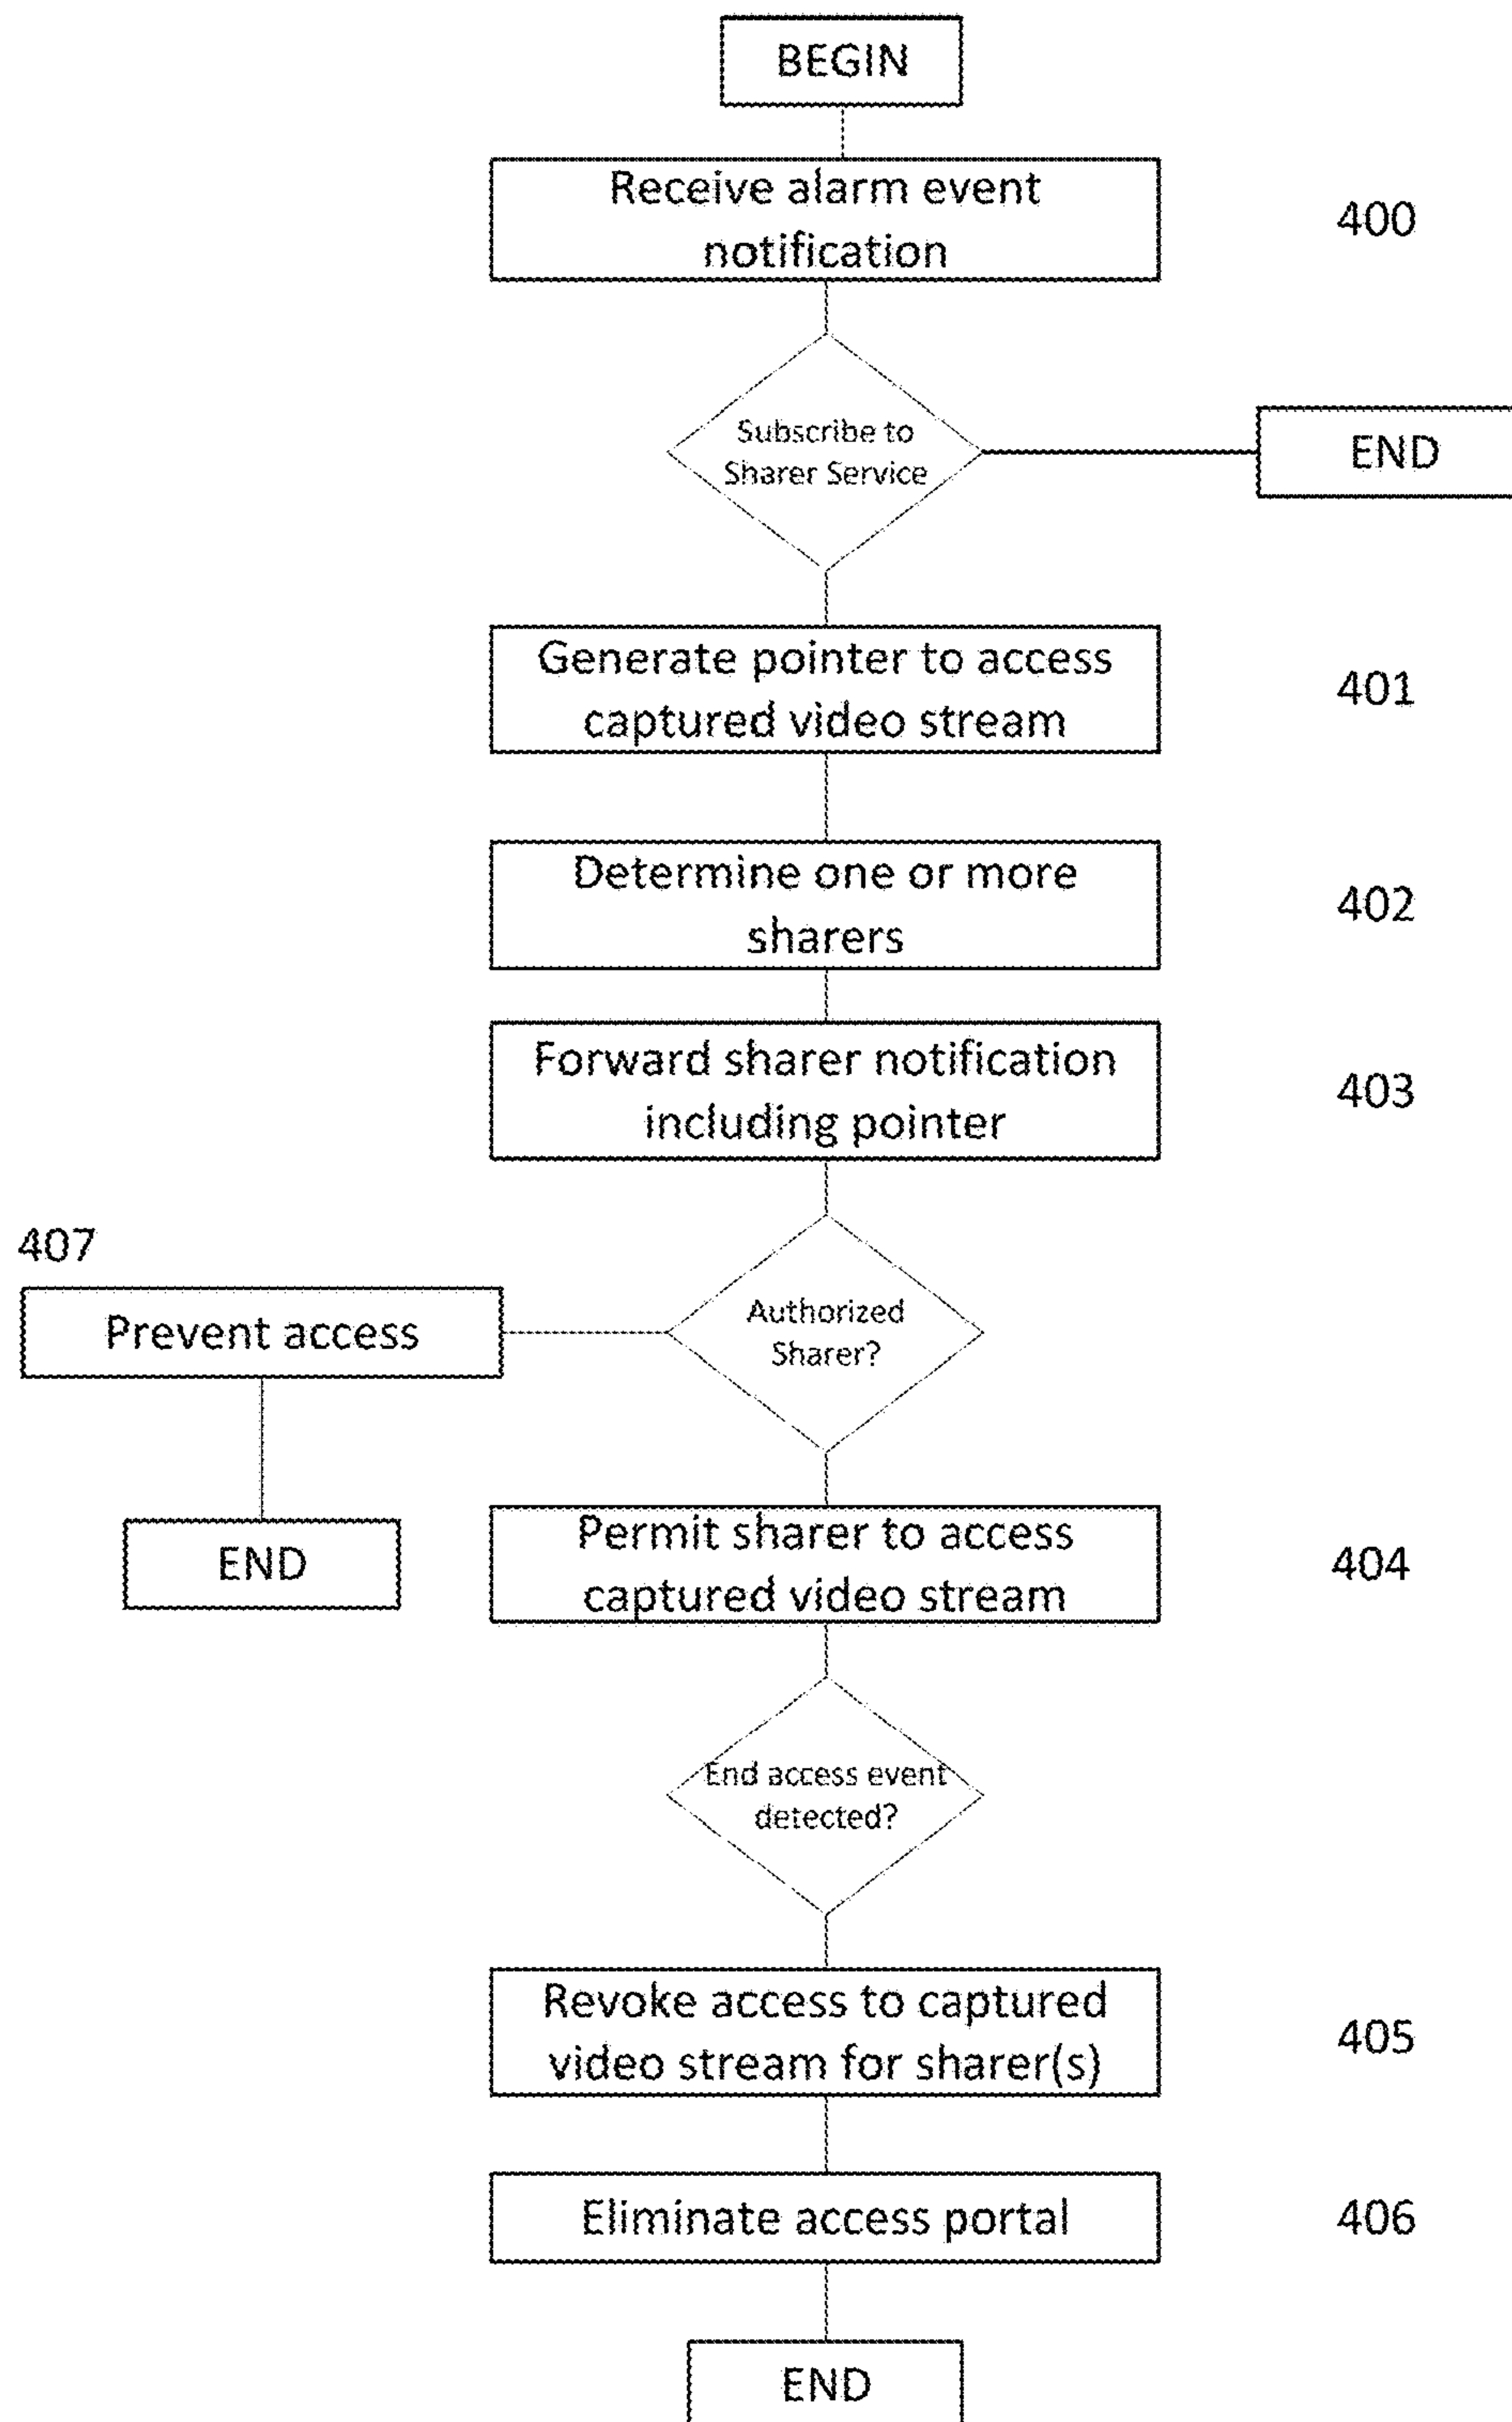 BEGIN
Receive alarm event
notification
400
Subscribe to
Sharer Service
END
Generate pointer to access
captured video stream
401
Determine one or more
sharers
402
Forward sharer notification
including pointer
403
407
Prevent access
Authorized
Sharer?
END
Permit sharer to access
captured video stream
404
End access event
detected?
Revoke access to captured
video stream for sharer(s)
405
Eliminate access portal
406
END